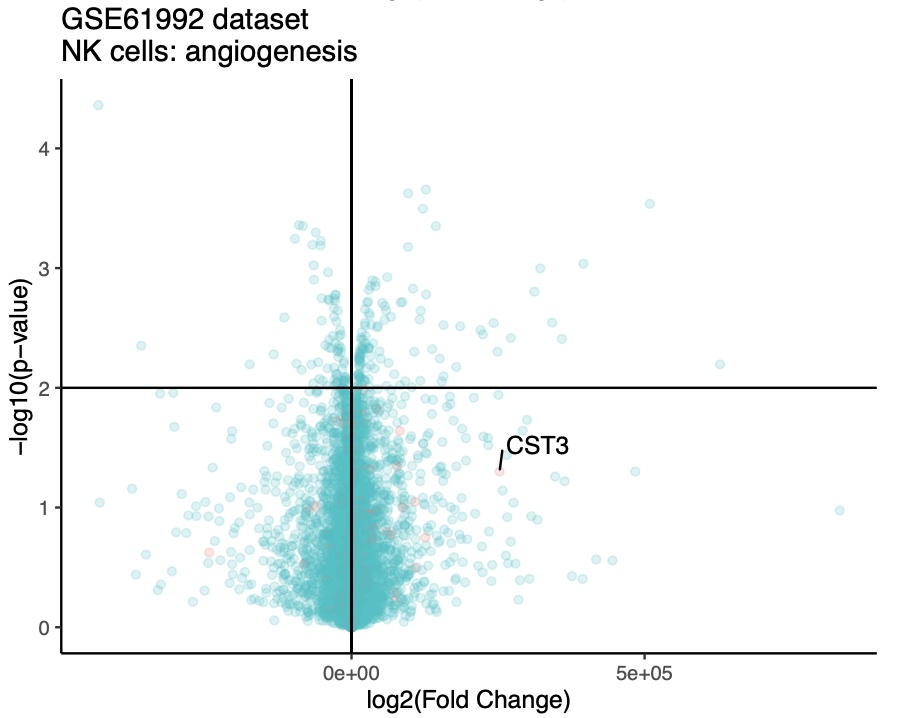 GSE61992 dataset
NK cells: angiogenesis
4
3
2
1
0
−log10(p−value)
CST3
0e+00
5e+05
log2(Fold Change)